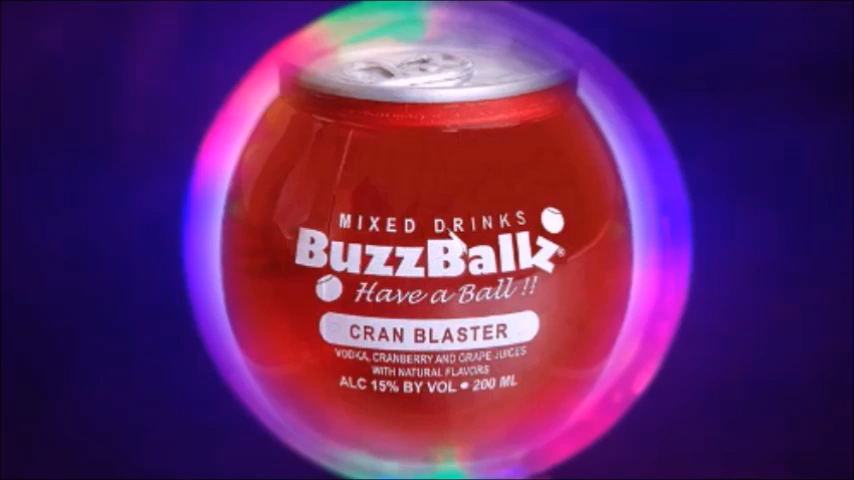 MIXED DRINKS
BuzzBallz®
Have a Ball !!
CRAN BLASTER
VODKA, CRANBERRY AND GRAPE JUICES
WITH NATURAL FLAVORS
ALC 15% BY VOL • 200 ML